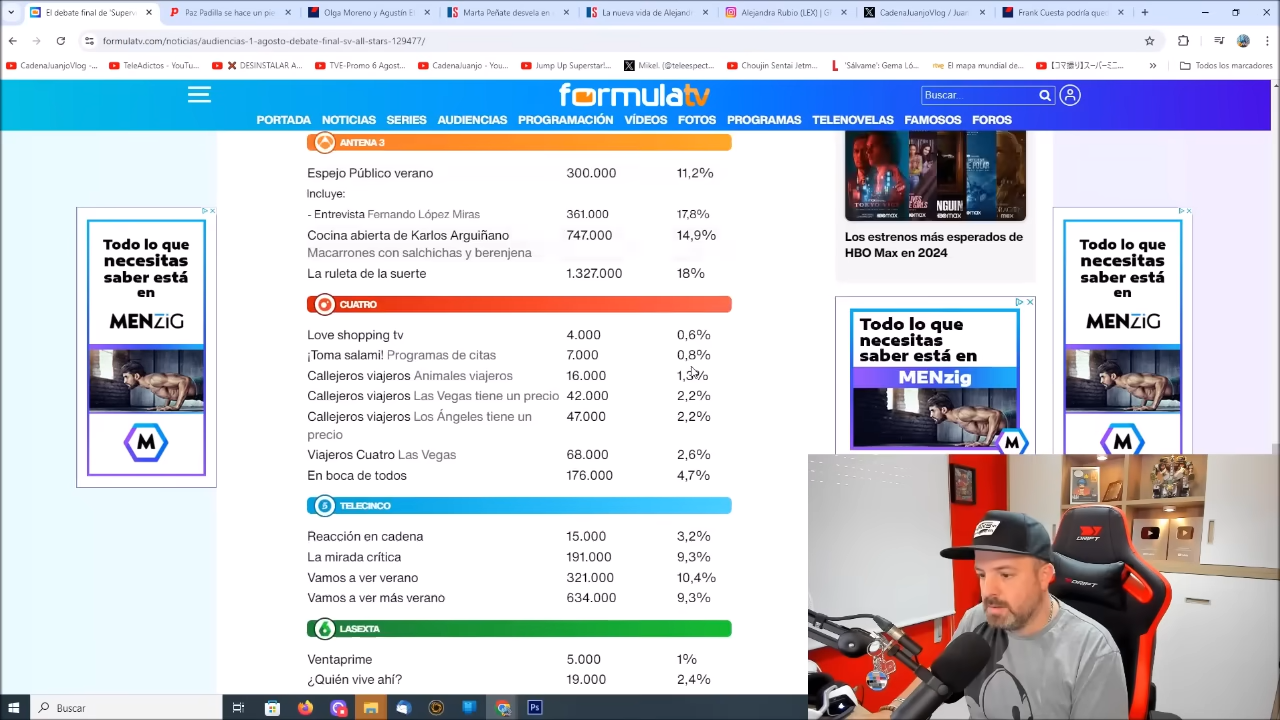 El debate final de 'Superv
Paz Padilla se hace un pie
Olga Moreno y Agustín E
Marta Peñate desvela en
La nueva vida de Alejand
Alejandra Rubio (L) | G
CadenaJuanjoVlog / Juan
Frank Cuesta podría que
formulatv.com/noticias/audiencias-1-agosto-debate-final-sv-all-stars-129477/
CadenaJuanjoVlog -...
TeleAdictos - YouTu...
DESINSTALAR A...
TVE-Promo 6 Agost...
CadenaJuanjo - You...
Jump Up Superstar!...
Mikel. (@teleespect...
Choujin Sentai Jetm...
'Sálvame': Gema Ló...
El mapa mundial de...
Todos los marcadores
formulatv
Buscar...
PORTADA NOTICIAS SERIES AUDIENCIAS PROGRAMACIÓN VÍDEOS FOTOS PROGRAMAS TELENOVELAS FAMOSOS FOROS
ANTENA 3
Espejo Público verano 300.000 11,2%
Incluye:
- Entrevista Fernando López Miras 361.000 17,8%
Cocina abierta de Karlos Arguiñano 747.000 14,9%
Macarrones con salchichas y berenjena
La ruleta de la suerte 1.327.000 18%
CUATRO
Love shopping tv 4.000 0,6%
¡Toma salami! Programas de citas 7.000 0,8%
Callejeros viajeros Animales viajeros 16.000 1,3%
Callejeros viajeros Las Vegas tiene un precio 42.000 2,2%
Callejeros viajeros Los Ángeles tiene un 47.000 2,2%
precio
Viajeros Cuatro Las Vegas 68.000 2,6%
En boca de todos 176.000 4,7%
5 TELECINCO
Reacción en cadena 15.000 3,2%
La mirada crítica 191.000 9,3%
Vamos a ver verano 321.000 10,4%
Vamos a ver más verano 634.000 9,3%
6 LASEXTA
Ventaprime 5.000 1%
¿Quién vive ahí? 19.000 2,4%
Todo lo que
necesitas
saber está
en
MENZIG
M
Los estrenos más esperados de
HBO Max en 2024
Todo lo que
necesitas
saber está en
MENzig
M
Todo lo que
necesitas
saber está
en
MENZIG
M
DRIFT
DRIFT
Buscar
Ps